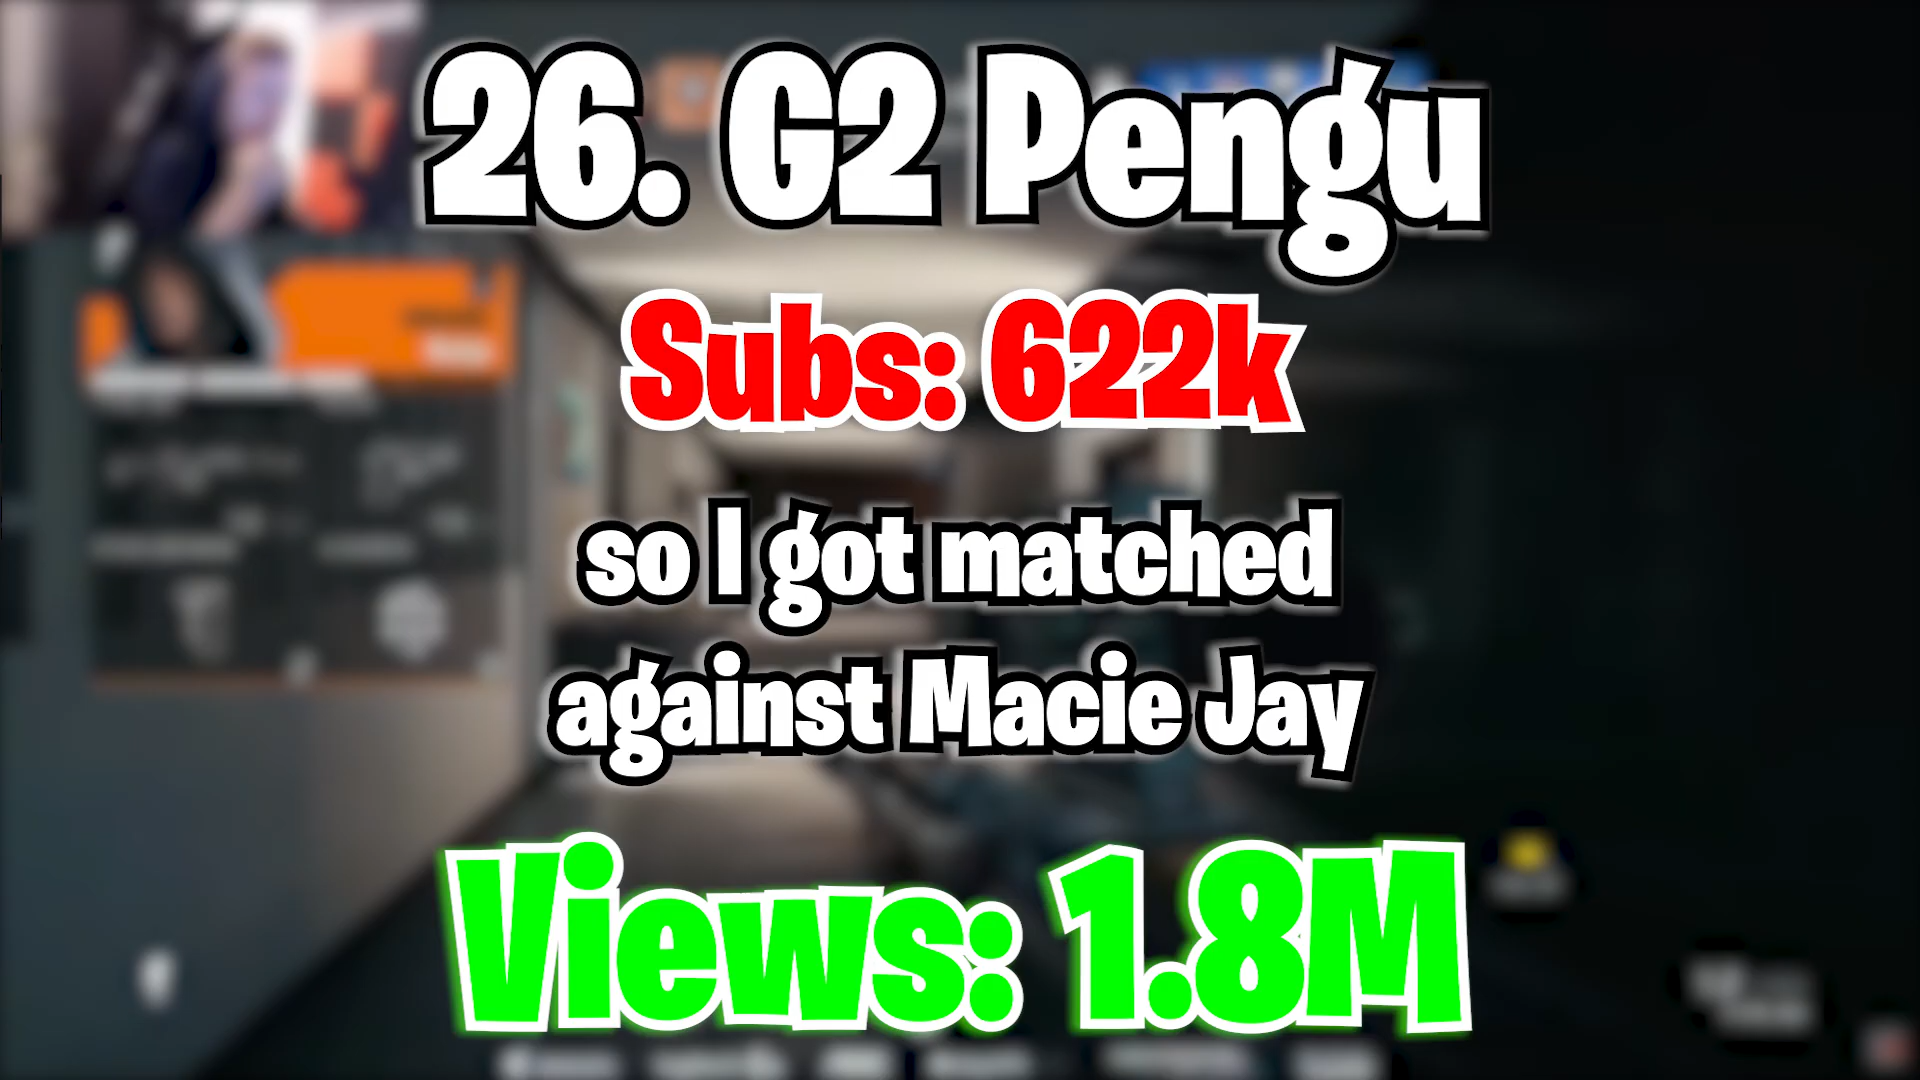 26. G2 Pengu
Subs: 622k
so I got matched
against Macie Jay
Views: 1.8M